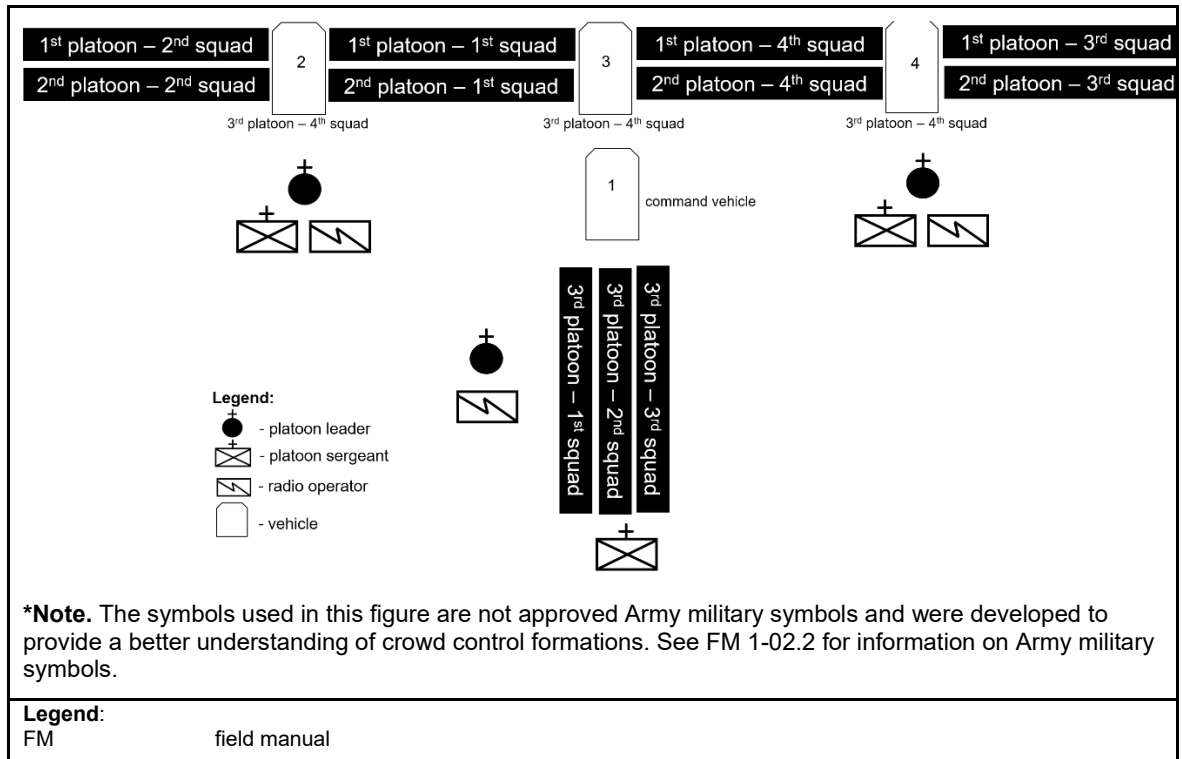 1st platoon – 2nd squad
2
1st platoon – 1st squad
3
1st platoon – 4th squad
4
1st platoon – 3rd squad
2nd platoon – 2nd squad
2nd platoon – 1st squad
2nd platoon – 4th squad
2nd platoon – 3rd squad
3rd platoon – 4th squad
3rd platoon – 4th squad
3rd platoon – 4th squad
1
command vehicle
3rd platoon – 1st squad
3rd platoon – 2nd squad
3rd platoon – 3rd squad
Legend:
- platoon leader
- platoon sergeant
- radio operator
- vehicle
*Note. The symbols used in this figure are not approved Army military symbols and were developed to
provide a better understanding of crowd control formations. See FM 1-02.2 for information on Army military
symbols.
Legend:
FM field manual